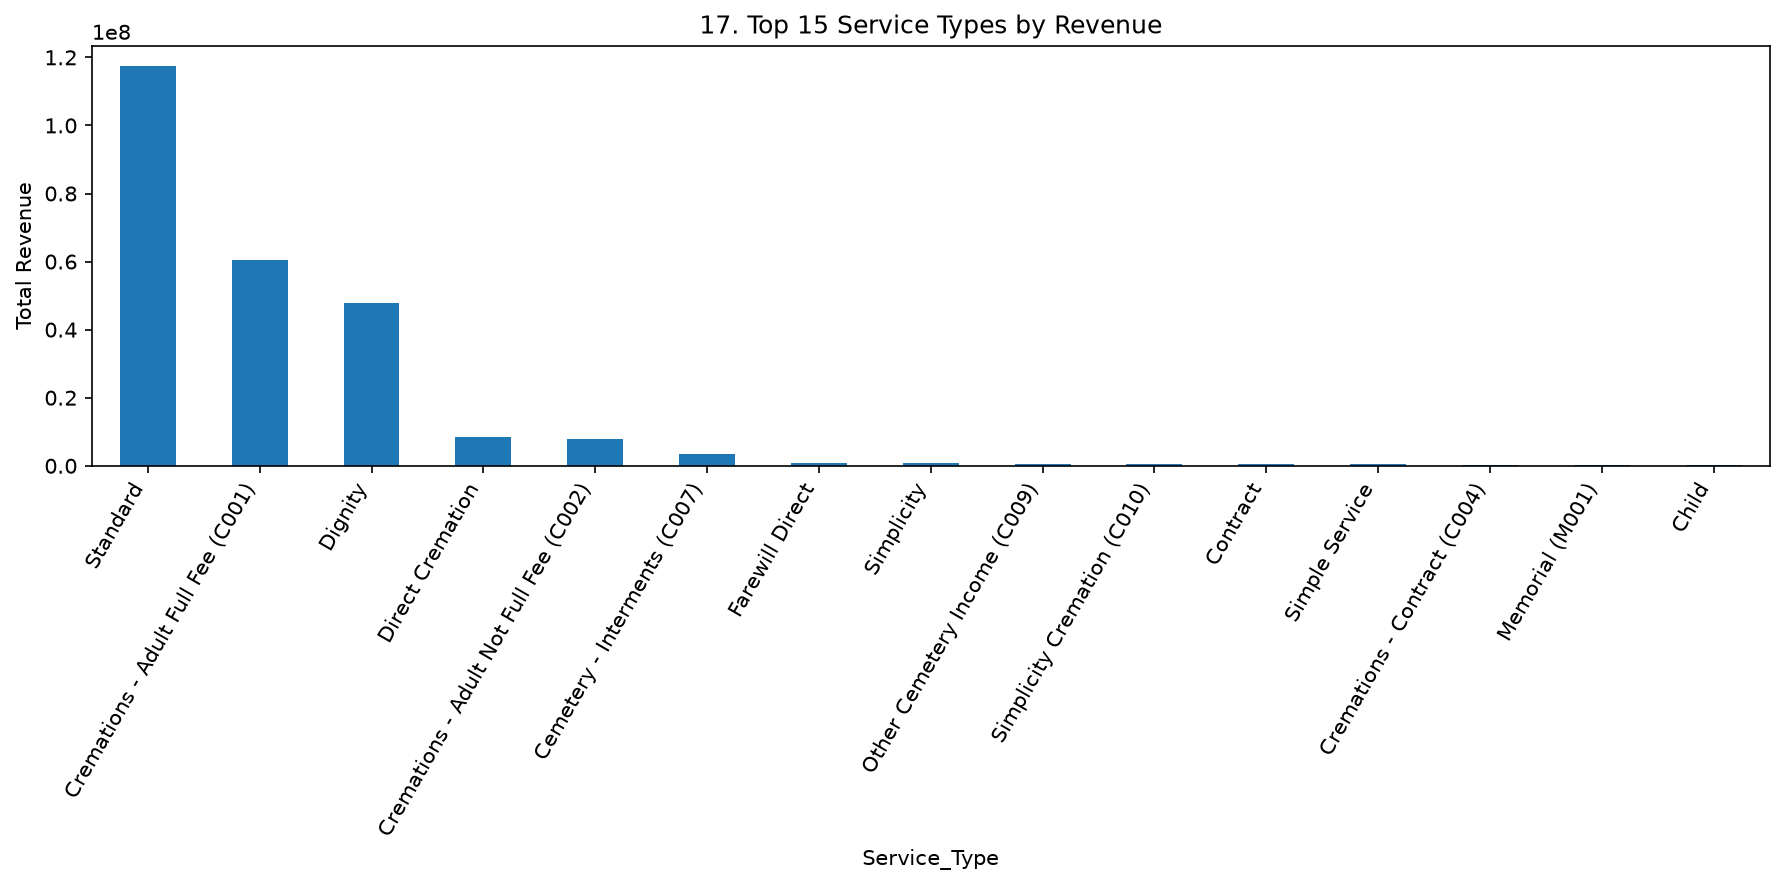 17. Top 15 Service Types by Revenue
1e8
1.2
1.0
0.8
0.6
0.4
0.2
0.0
Total Revenue
Standard
Cremations - Adult Full Fee (C001)
Dignity
Direct Cremation
Cremations - Adult Not Full Fee (C002)
Cemetery - Interments (C007)
Farewill Direct
Simplicity
Other Cemetery Income (C009)
Simplicity Cremation (C010)
Contract
Simple Service
Cremations - Contract (C004)
Memorial (M001)
Child
Service_Type